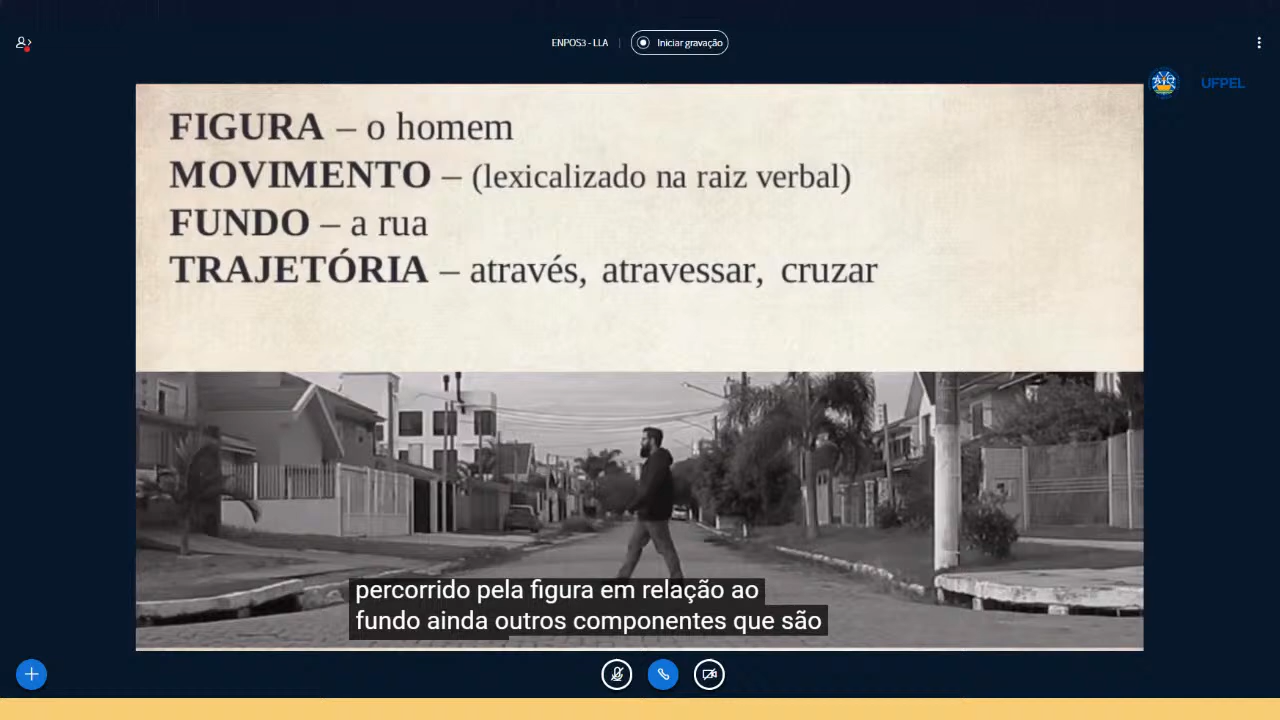 ENPOS3 - LLA
Iniciar gravação
UFPEL
FIGURA – o homem
MOVIMENTO – (lexicalizado na raiz verbal)
FUNDO – a rua
TRAJETÓRIA – através, atravessar, cruzar
percorrido pela figura em relação ao
fundo ainda outros componentes que são